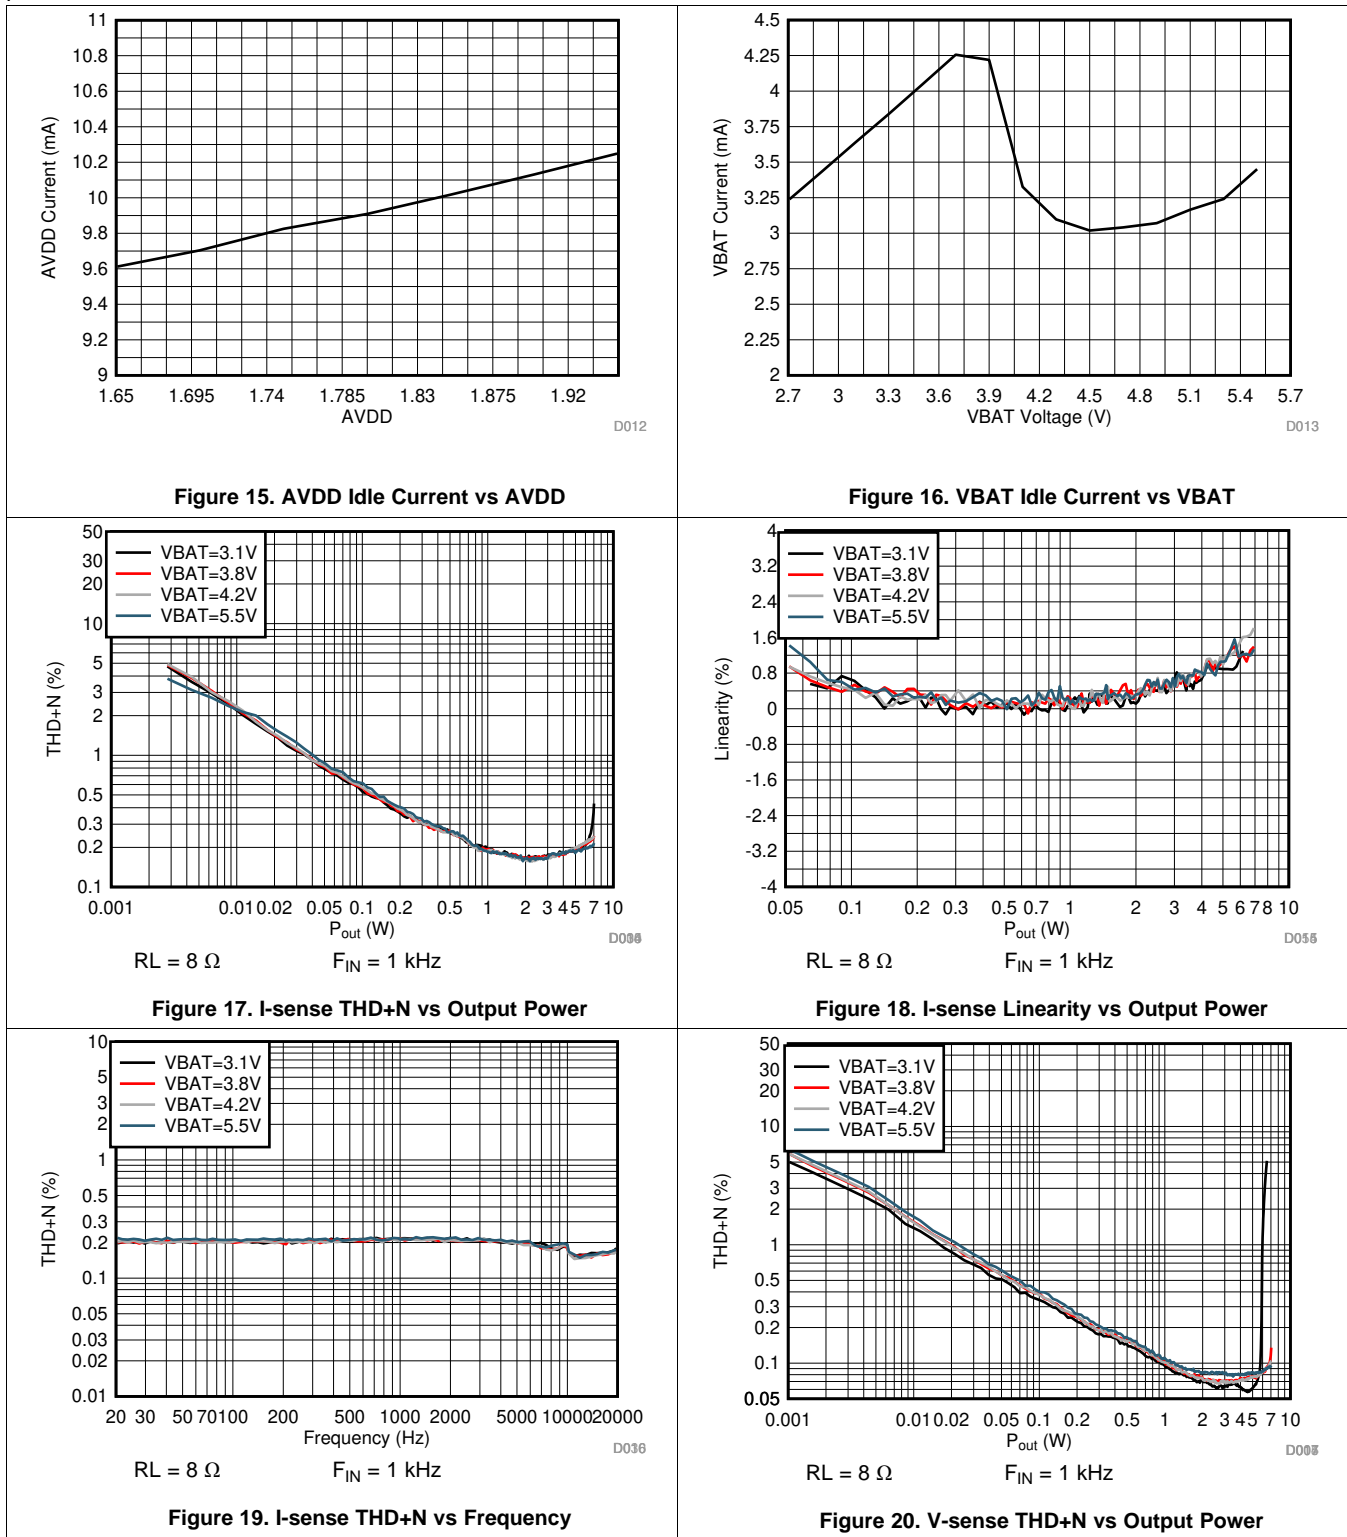 11
10.8
10.6
10.4
10.2
10
9.8
9.6
9.4
9.2
9
AVDD Current (mA)
1.65 1.695 1.74 1.785 1.83 1.875 1.92
AVDD
D012
Figure 15. AVDD Idle Current vs AVDD
4.5
4.25
4
3.75
3.5
3.25
3
2.75
2.5
2.25
2
VBAT Current (mA)
2.7 3 3.3 3.6 3.9 4.2 4.5 4.8 5.1 5.4 5.7
VBAT Voltage (V)
D013
Figure 16. VBAT Idle Current vs VBAT
50
30
20
10
5
3
2
1
0.5
0.3
0.2
0.1
THD+N (%)
VBAT=3.1V
VBAT=3.8V
VBAT=4.2V
VBAT=5.5V
0.001 0.010.02 0.05 0.1 0.2 0.5 1 2 3 4 5 7 10
Pout (W)
RL = 8 Ω FIN = 1 kHz
Figure 17. I-sense THD+N vs Output Power
4
3.2
2.4
1.6
0.8
0
-0.8
-1.6
-2.4
-3.2
-4
Linearity (%)
VBAT=3.1V
VBAT=3.8V
VBAT=4.2V
VBAT=5.5V
0.05 0.1 0.2 0.3 0.5 0.7 1 2 3 4 5 6 7 8 10
Pout (W)
RL = 8 Ω FIN = 1 kHz
Figure 18. I-sense Linearity vs Output Power
10
5
3
2
1
0.5
0.3
0.2
0.1
0.05
0.03
0.02
0.01
THD+N (%)
VBAT=3.1V
VBAT=3.8V
VBAT=4.2V
VBAT=5.5V
20 30 50 70100 200 500 1000 2000 5000 10000 20000
Frequency (Hz)
RL = 8 Ω FIN = 1 kHz
Figure 19. I-sense THD+N vs Frequency
50
30
20
10
5
3
2
1
0.5
0.3
0.2
0.1
0.05
THD+N (%)
VBAT=3.1V
VBAT=3.8V
VBAT=4.2V
VBAT=5.5V
0.001 0.010.02 0.05 0.1 0.2 0.5 1 2 3 4 5 7 10
Pout (W)
RL = 8 Ω FIN = 1 kHz
Figure 20. V-sense THD+N vs Output Power